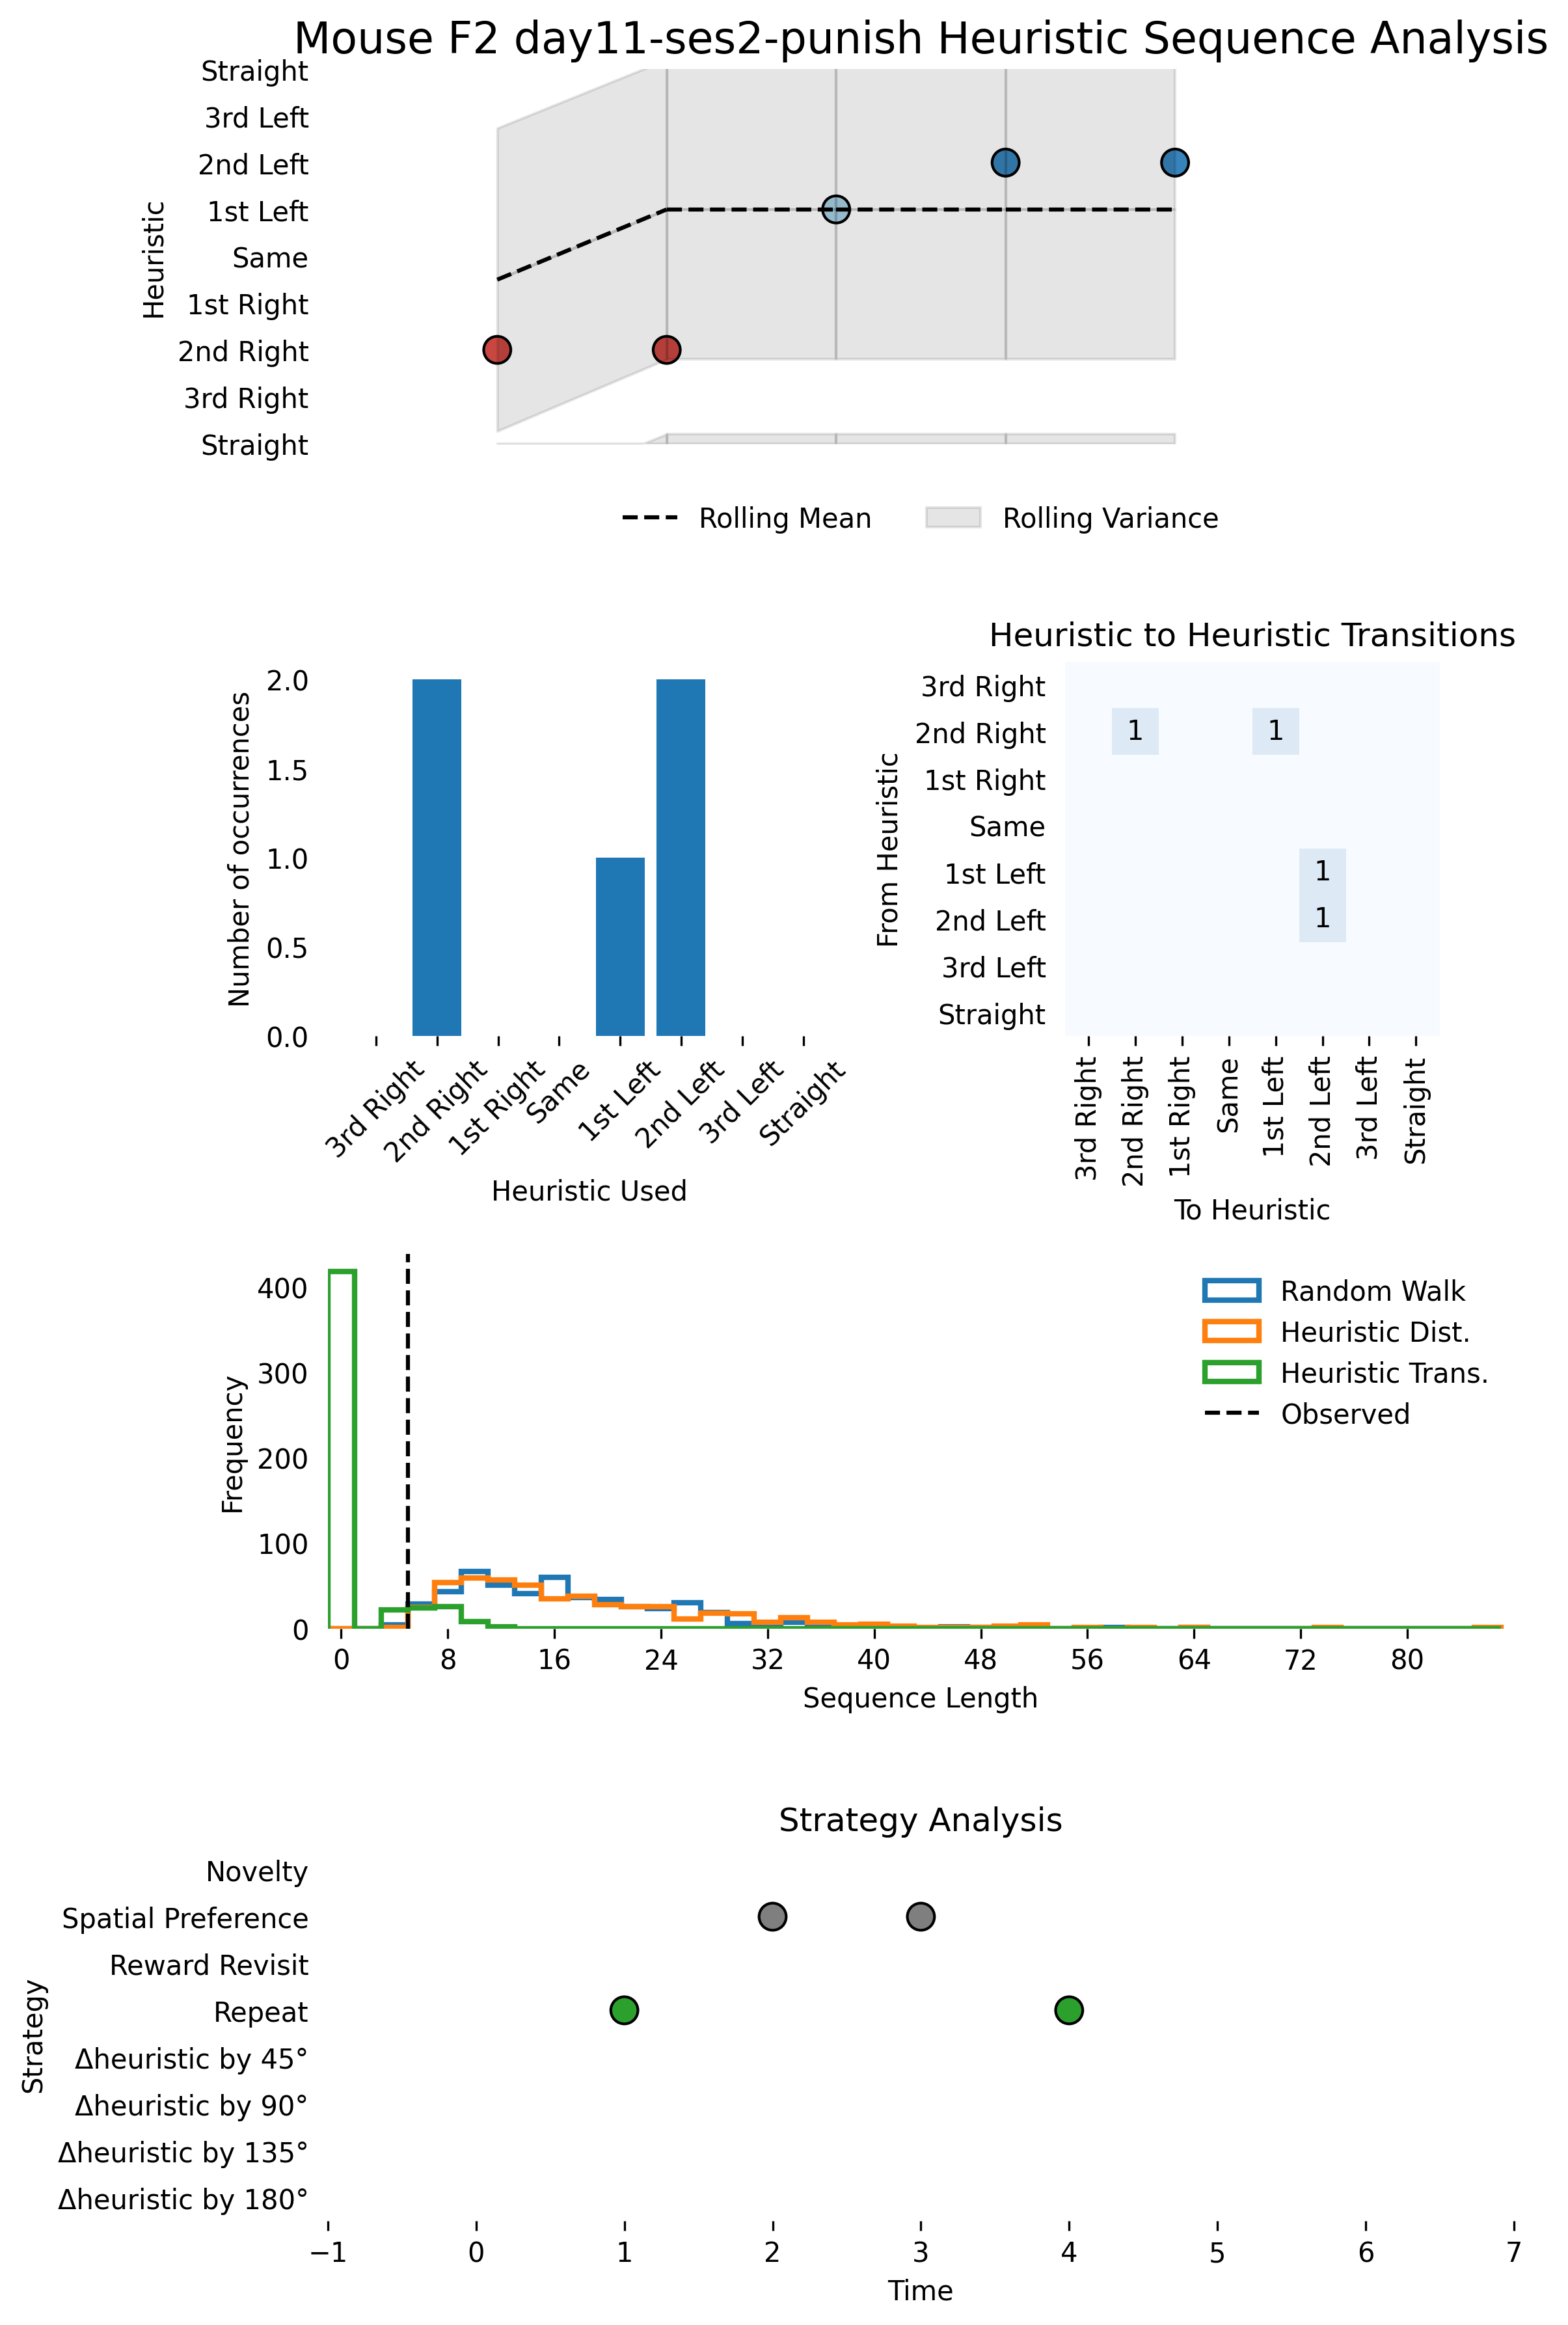 Mouse F2 day11-ses2-punish Heuristic Sequence Analysis
Straight
3rd Left
2nd Left
1st Left
Same
1st Right
2nd Right
3rd Right
Straight
Heuristic
Rolling Mean
Rolling Variance
Number of occurrences
2.0
1.5
1.0
0.5
0.0
3rd Right
2nd Right
1st Right
Same
1st Left
2nd Left
3rd Left
Straight
Heuristic Used
Heuristic to Heuristic Transitions
From Heuristic
3rd Right
2nd Right
1st Right
Same
1st Left
2nd Left
3rd Left
Straight
1
1
1
1
3rd Right
2nd Right
1st Right
Same
1st Left
2nd Left
3rd Left
Straight
To Heuristic
Frequency
400
300
200
100
0
Random Walk
Heuristic Dist.
Heuristic Trans.
Observed
0 8 16 24 32 40 48 56 64 72 80
Sequence Length
Strategy Analysis
Strategy
Novelty
Spatial Preference
Reward Revisit
Repeat
Δheuristic by 45°
Δheuristic by 90°
Δheuristic by 135°
Δheuristic by 180°
−1 0 1 2 3 4 5 6 7
Time